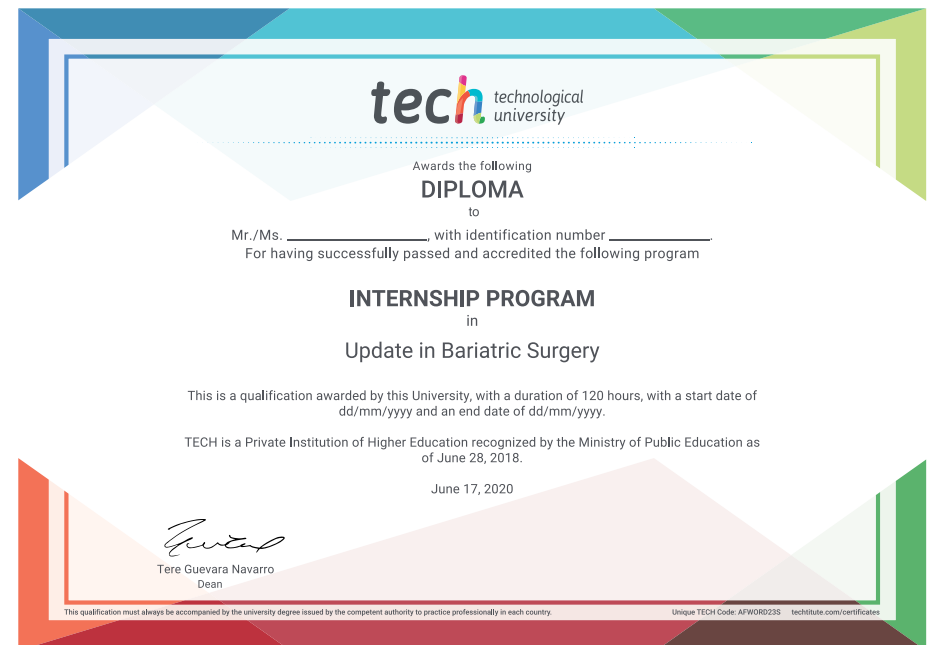 tech technological
university
Awards the following
DIPLOMA
to
Mr./Ms. ____________, with identification number ____________.
For having successfully passed and accredited the following program
INTERNSHIP PROGRAM
in
Update in Bariatric Surgery
This is a qualification awarded by this University, with a duration of 120 hours, with a start date of
dd/mm/yyyy and an end date of dd/mm/yyyy.
TECH is a Private Institution of Higher Education recognized by the Ministry of Public Education as
of June 28, 2018.
June 17, 2020
Tere Guevara Navarro
Dean
This qualification must always be accompanied by the university degree issued by the competent authority to practice professionally in each country. Unique TECH Code: AFWORD23S techtitute.com/certificates